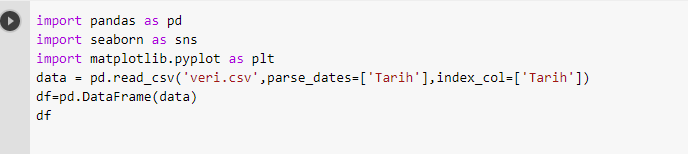 import pandas as pd
import seaborn as sns
import matplotlib.pyplot as plt
data = pd.read_csv('veri.csv',parse_dates=['Tarih'],index_col=['Tarih'])
df=pd.DataFrame(data)
df